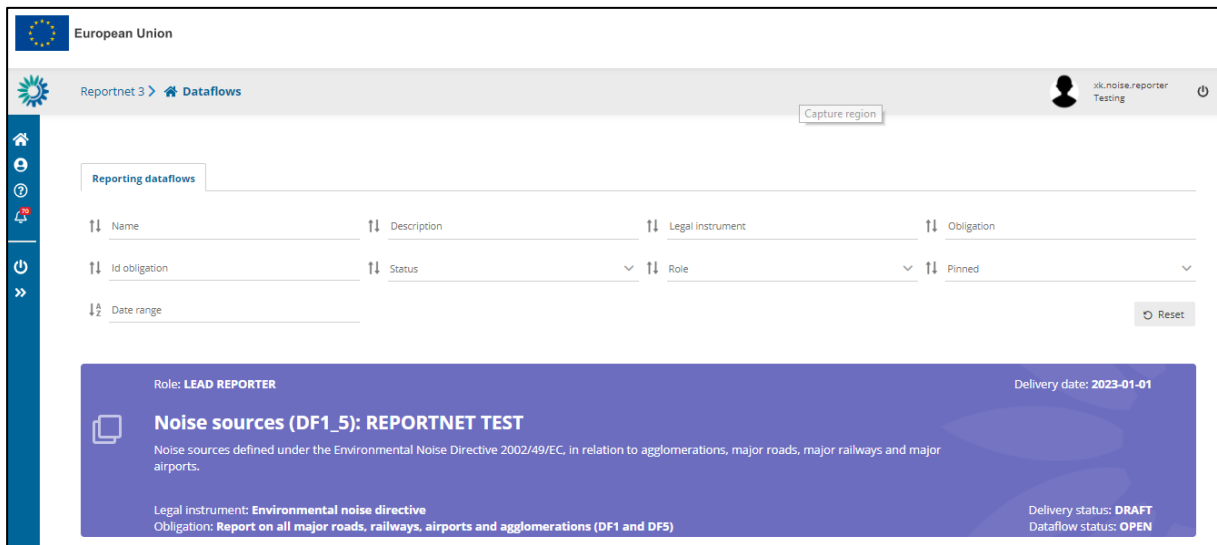 European Union
Reportnet 3 Dataflows
xk.noise.reporter
Testing
Capture region
70
Reporting dataflows
Name Description Legal instrument Obligation
Id obligation Status Role Pinned
Date range Reset
Role: LEAD REPORTER Delivery date: 2023-01-01
Noise sources (DF1_5): REPORTNET TEST
Noise sources defined under the Environmental Noise Directive 2002/49/EC, in relation to agglomerations, major roads, major railways and major
airports.
Legal instrument: Environmental noise directive Delivery status: DRAFT
Obligation: Report on all major roads, railways, airports and agglomerations (DF1 and DF5) Dataflow status: OPEN